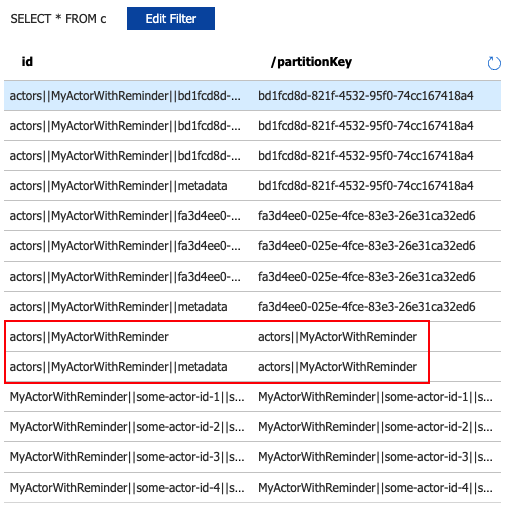 SELECT * FROM c Edit Filter
id /partitionKey
actors||MyActorWithReminder||bd1fcd8d-... bd1fcd8d-821f-4532-95f0-74cc167418a4
actors||MyActorWithReminder||bd1fcd8d-... bd1fcd8d-821f-4532-95f0-74cc167418a4
actors||MyActorWithReminder||bd1fcd8d-... bd1fcd8d-821f-4532-95f0-74cc167418a4
actors||MyActorWithReminder||metadata bd1fcd8d-821f-4532-95f0-74cc167418a4
actors||MyActorWithReminder||fa3d4ee0-... fa3d4ee0-025e-4fce-83e3-26e31ca32ed6
actors||MyActorWithReminder||fa3d4ee0-... fa3d4ee0-025e-4fce-83e3-26e31ca32ed6
actors||MyActorWithReminder||fa3d4ee0-... fa3d4ee0-025e-4fce-83e3-26e31ca32ed6
actors||MyActorWithReminder||metadata fa3d4ee0-025e-4fce-83e3-26e31ca32ed6
actors||MyActorWithReminder actors||MyActorWithReminder
actors||MyActorWithReminder||metadata actors||MyActorWithReminder
MyActorWithReminder||some-actor-id-1||s... MyActorWithReminder||some-actor-id-1||s...
MyActorWithReminder||some-actor-id-2||s... MyActorWithReminder||some-actor-id-2||s...
MyActorWithReminder||some-actor-id-3||s... MyActorWithReminder||some-actor-id-3||s...
MyActorWithReminder||some-actor-id-4||s... MyActorWithReminder||some-actor-id-4||s...